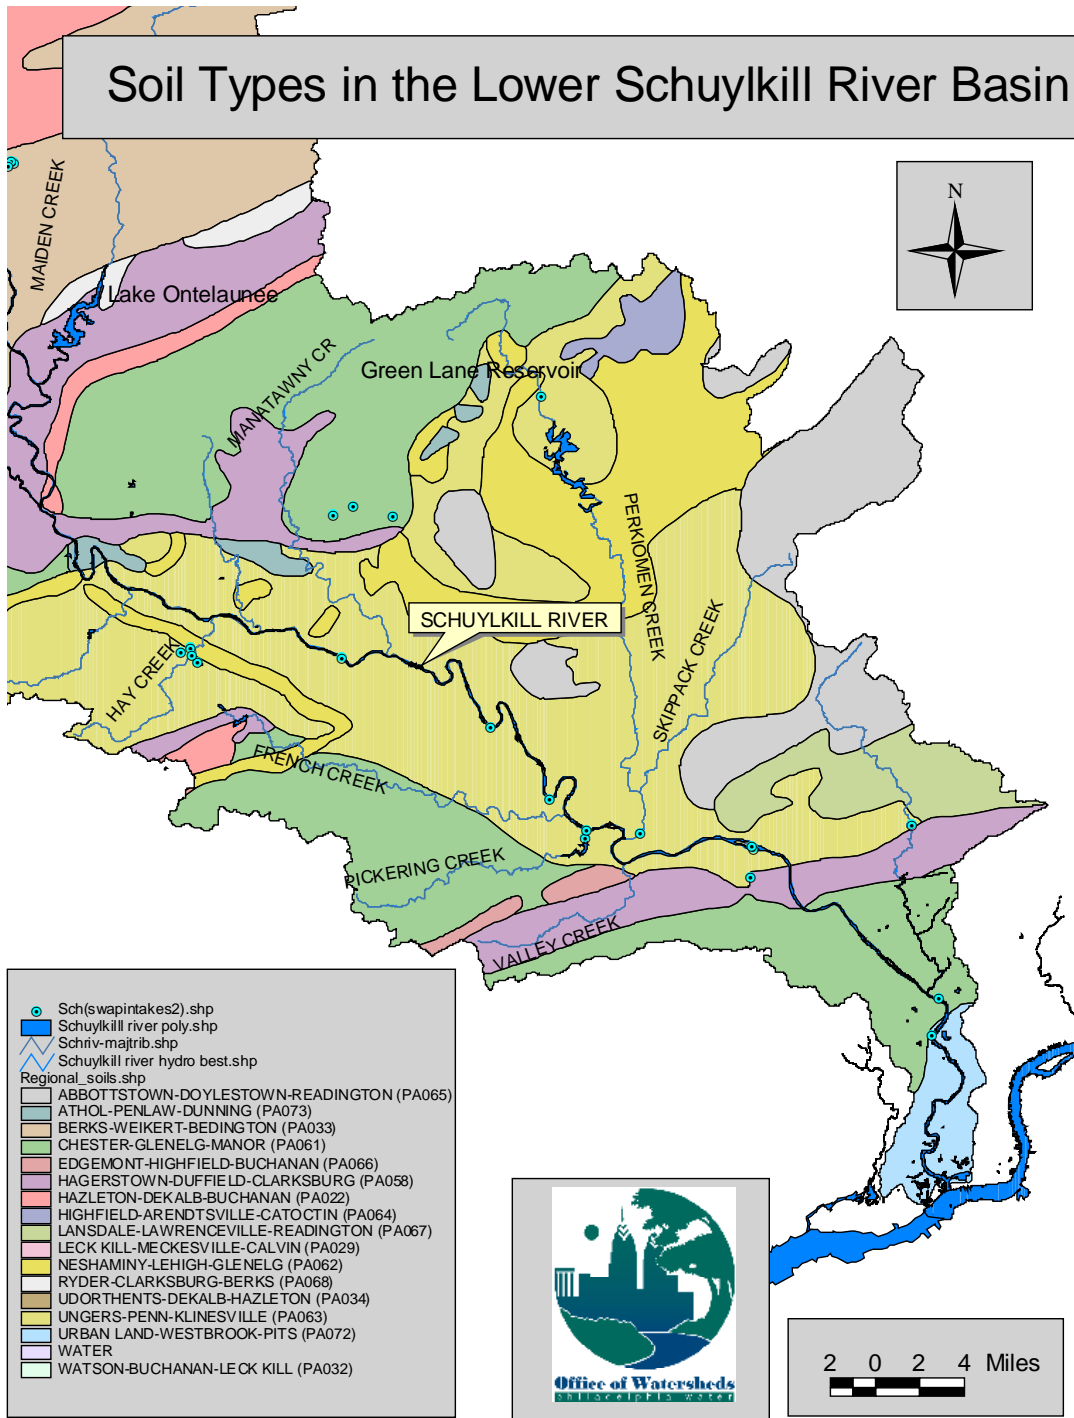 Soil Types in the Lower Schuylkill River Basin
N
MAIDEN CREEK
Lake Ontelaunee
MANATAWNY CR
Green Lane Reservoir
PERKIOMEN CREEK
SCHUYLKILL RIVER
SKIPPACK CREEK
HAY CREEK
FRENCH CREEK
PICKERING CREEK
VALLEY CREEK
Sch(swapintakes2).shp
Schuylkilll river poly.shp
Schriv-majtrib.shp
Schuylkill river hydro best.shp
Regional_soils.shp
ABBOTTSTOWN-DOYLESTOWN-READINGTON (PA065)
ATHOL-PENLAW-DUNNING (PA073)
BERKS-WEIKERT-BEDINGTON (PA033)
CHESTER-GLENELG-MANOR (PA061)
EDGEMONT-HIGHFIELD-BUCHANAN (PA066)
HAGERSTOWN-DUFFIELD-CLARKSBURG (PA058)
HAZLETON-DEKALB-BUCHANAN (PA022)
HIGHFIELD-ARENDTSVILLE-CATOCTIN (PA064)
LANSDALE-LAWRENCEVILLE-READINGTON (PA067)
LECK KILL-MECKESVILLE-CALVIN (PA029)
NESHAMINY-LEHIGH-GLENELG (PA062)
RYDER-CLARKSBURG-BERKS (PA068)
UDORTHENTS-DEKALB-HAZLETON (PA034)
UNGERS-PENN-KLINESVILLE (PA063)
URBAN LAND-WESTBROOK-PITS (PA072)
WATER
WATSON-BUCHANAN-LECK KILL (PA032)
Office of Watersheds
philadelphia water
2 0 2 4 Miles